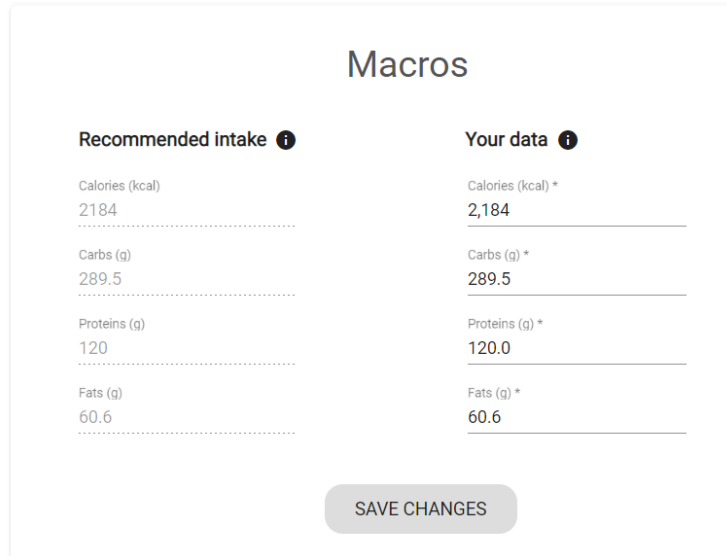 Macros
Recommended intake
Your data
Calories (kcal)
2184
Calories (kcal) *
2,184
Carbs (g)
289.5
Carbs (g) *
289.5
Proteins (g)
120
Proteins (g) *
120.0
Fats (g)
60.6
Fats (g) *
60.6
SAVE CHANGES